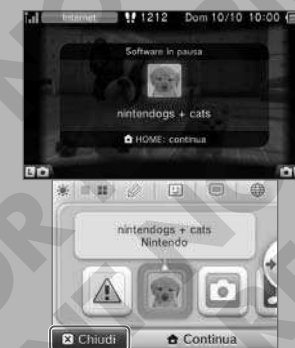 Internet 1212 Dom 10/10 10:00
Software in pausa
nintendogs + cats
HOME: continua
L
nintendogs + cats
Nintendo
Chiudi
Continua